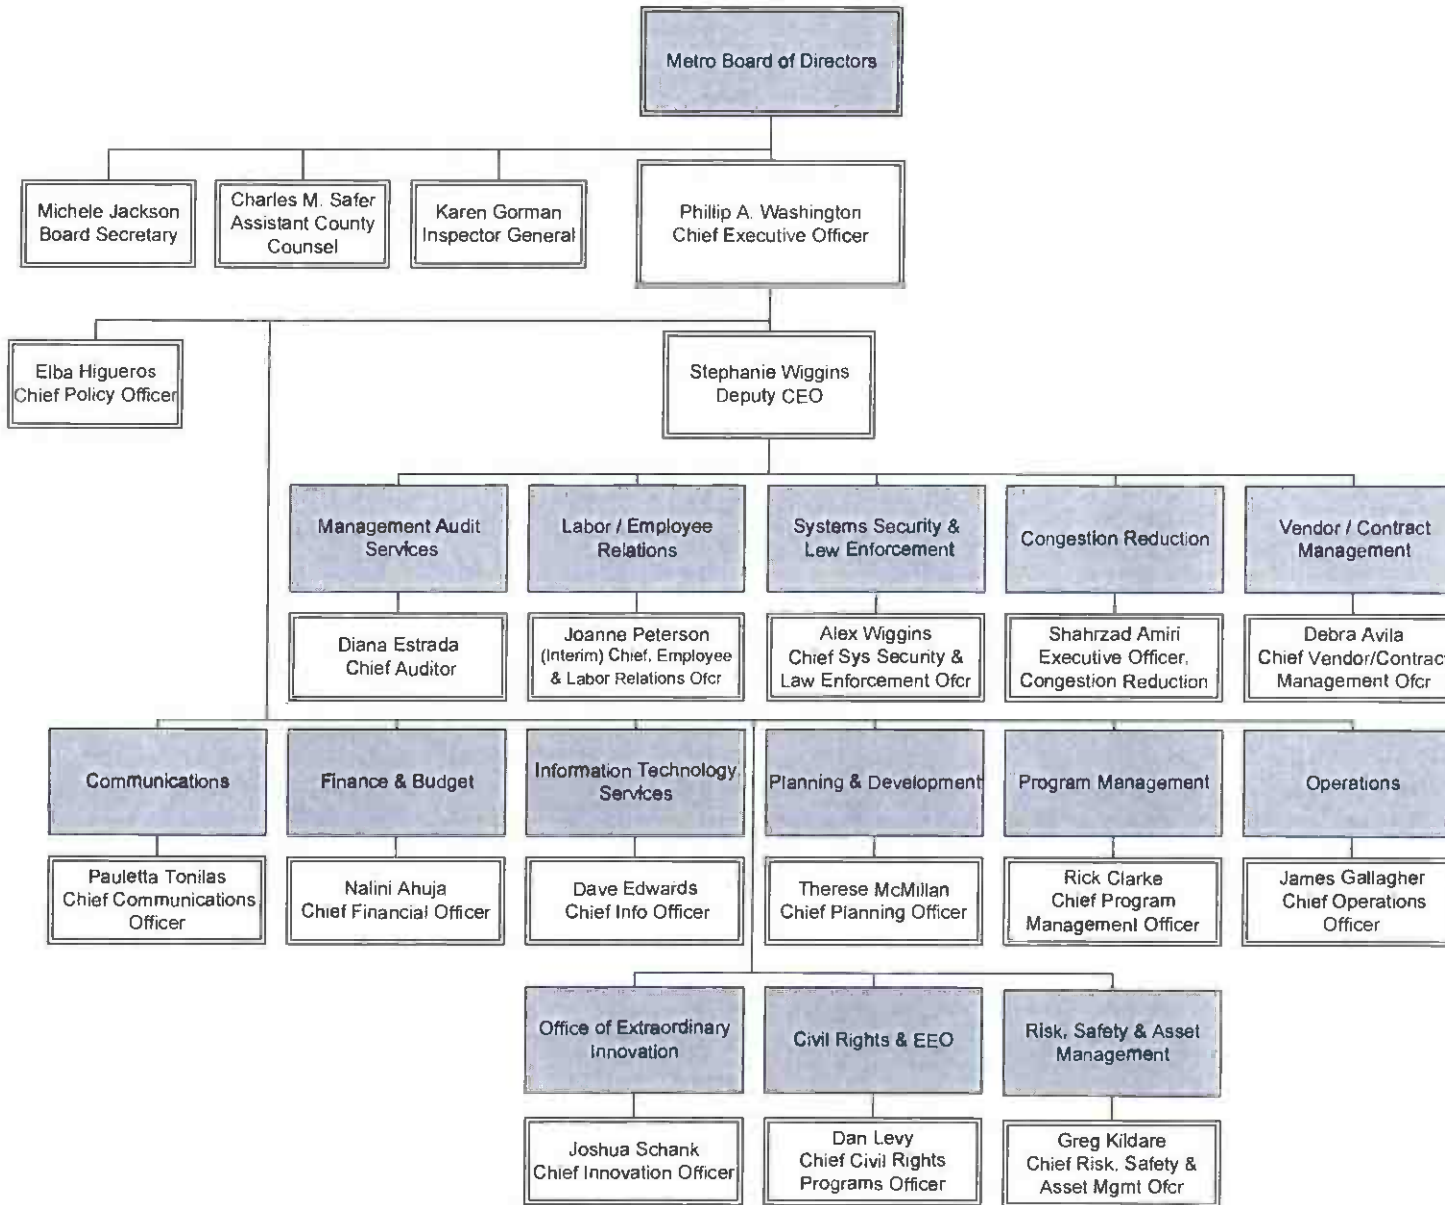 Metro Board of Directors
Michele Jackson
Board Secretary
Charles M. Safer
Assistant County
Counsel
Karen Gorman
Inspector General
Phillip A. Washington
Chief Executive Officer
Elba Higueros
Chief Policy Officer
Stephanie Wiggins
Deputy CEO
Management Audit
Services
Labor / Employee
Relations
Systems Security &
Law Enforcement
Congestion Reduction
Vendor / Contract
Management
Diana Estrada
Chief Auditor
Joanne Peterson
(Interim) Chief, Employee
& Labor Relations Ofcr
Alex Wiggins
Chief Sys Security &
Law Enforcement Ofcr
Shahrzad Amiri
Executive Officer,
Congestion Reduction
Debra Avila
Chief Vendor/Contract
Management Ofcr
Communications
Finance & Budget
Information Technology
Services
Planning & Development
Program Management
Operations
Pauletta Tonilas
Chief Communications
Officer
Nalini Ahuja
Chief Financial Officer
Dave Edwards
Chief Info Officer
Therese McMillan
Chief Planning Officer
Rick Clarke
Chief Program
Management Officer
James Gallagher
Chief Operations
Officer
Office of Extraordinary
Innovation
Civil Rights & EEO
Risk, Safety & Asset
Management
Joshua Schank
Chief Innovation Officer
Dan Levy
Chief Civil Rights
Programs Officer
Greg Kildare
Chief Risk, Safety &
Asset Mgmt Ofcr